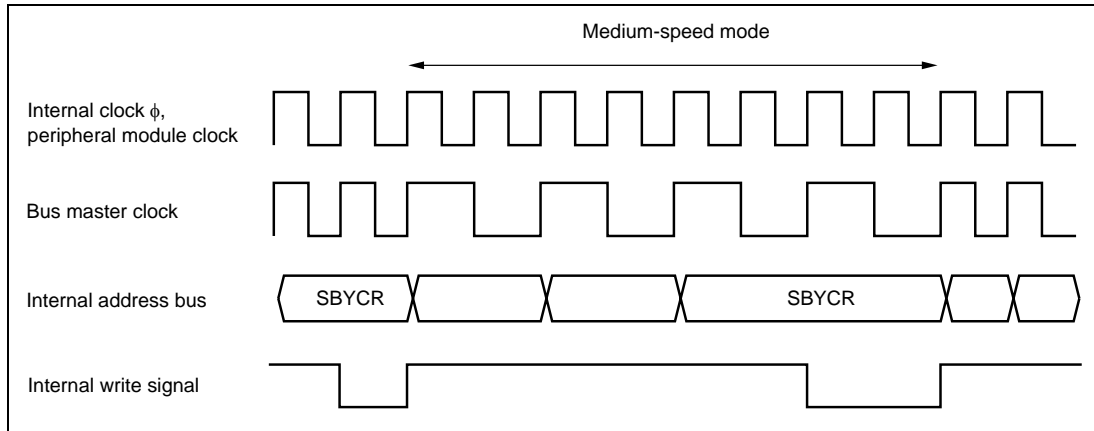 Medium-speed mode
Internal clock ϕ,
peripheral module clock
Bus master clock
Internal address bus
SBYCR
SBYCR
Internal write signal